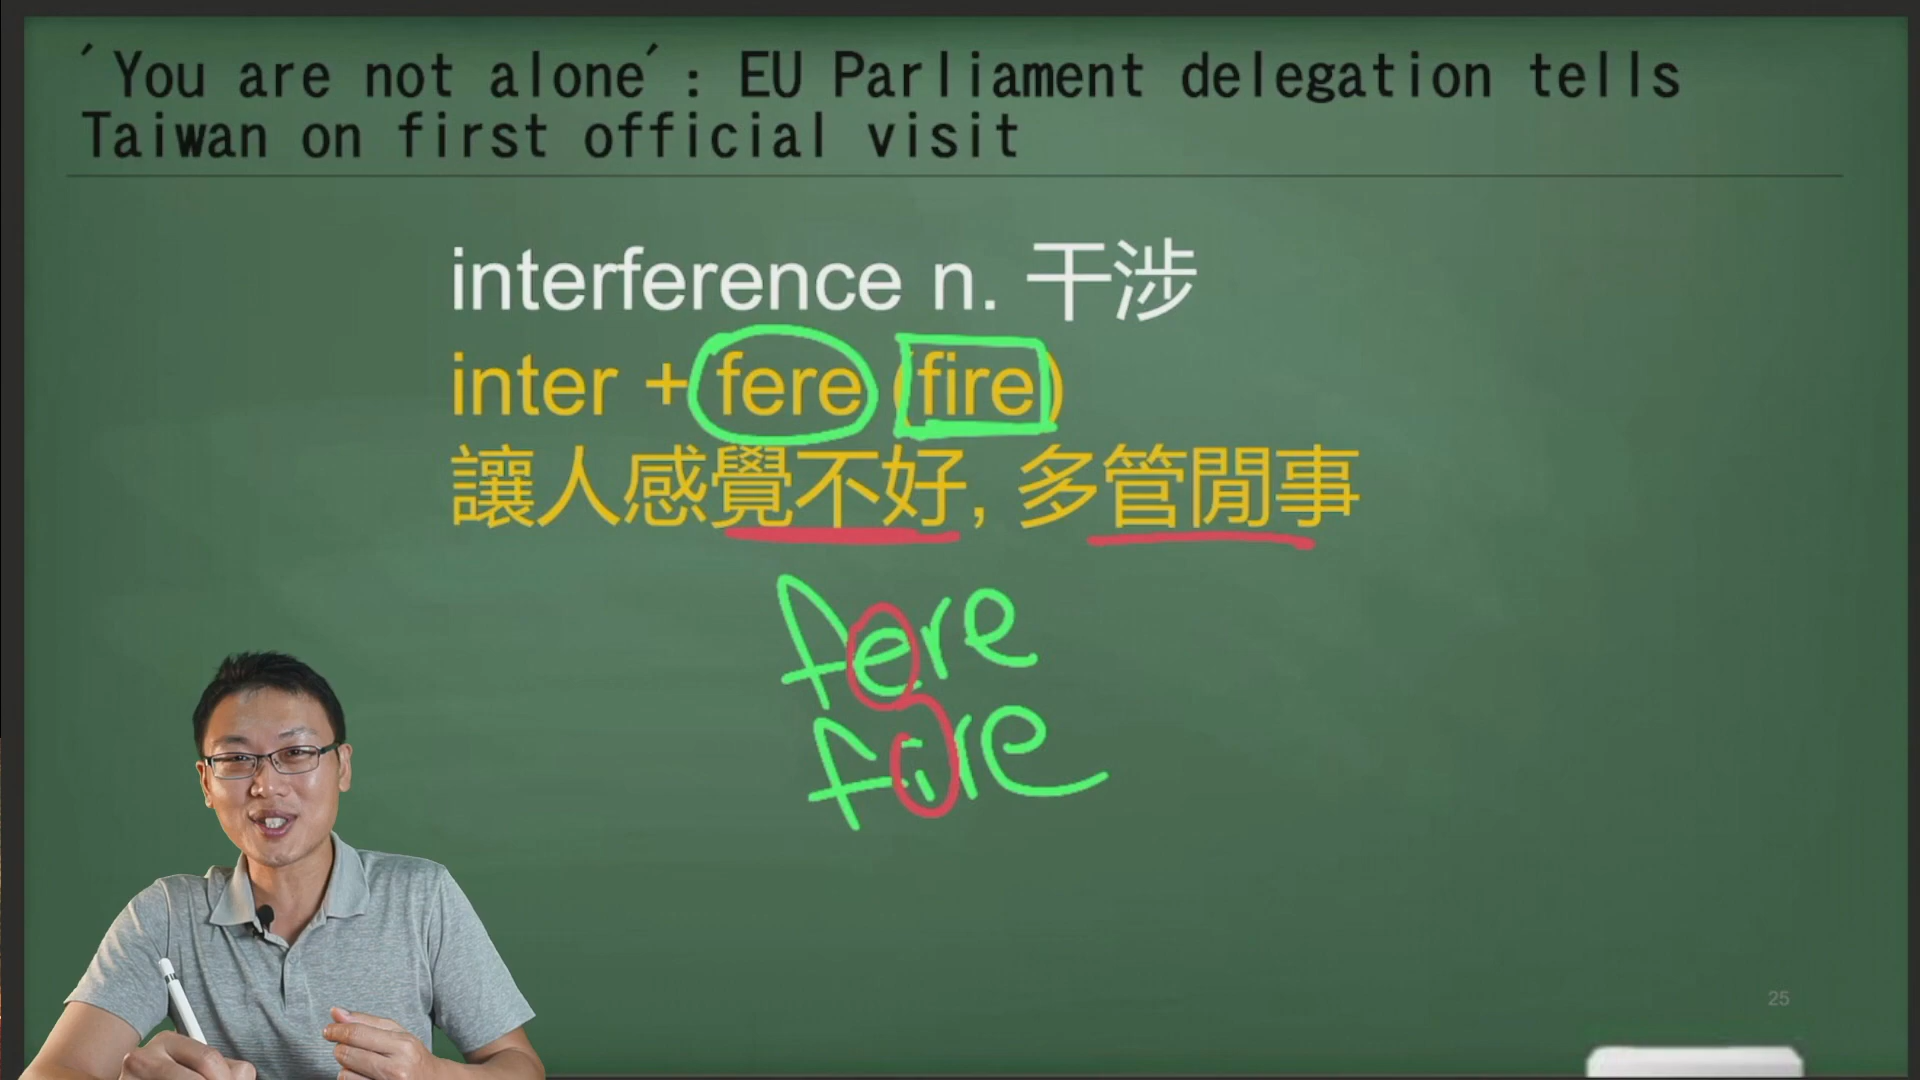 'You are not alone': EU Parliament delegation tells
Taiwan on first official visit
interference n. 干涉
inter + fere (fire)
讓人感覺不好, 多管閒事
fere
fire
25